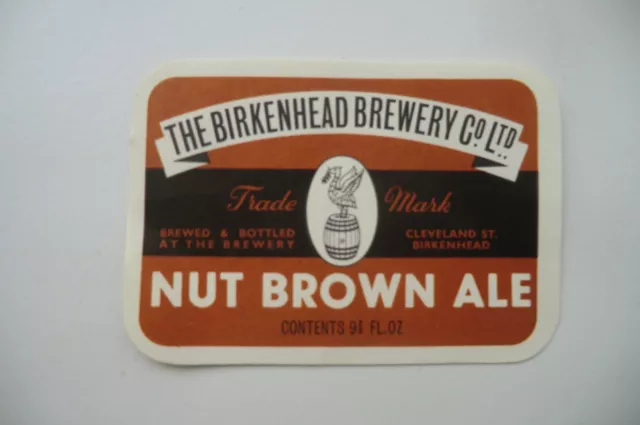 THE BIRKENHEAD BREWERY Co. LTD..
Trade Mark
BREWED & BOTTLED
AT THE BREWERY
CLEVELAND ST.
BIRKENHEAD
NUT BROWN ALE
CONTENTS 9⅔ FL.OZ